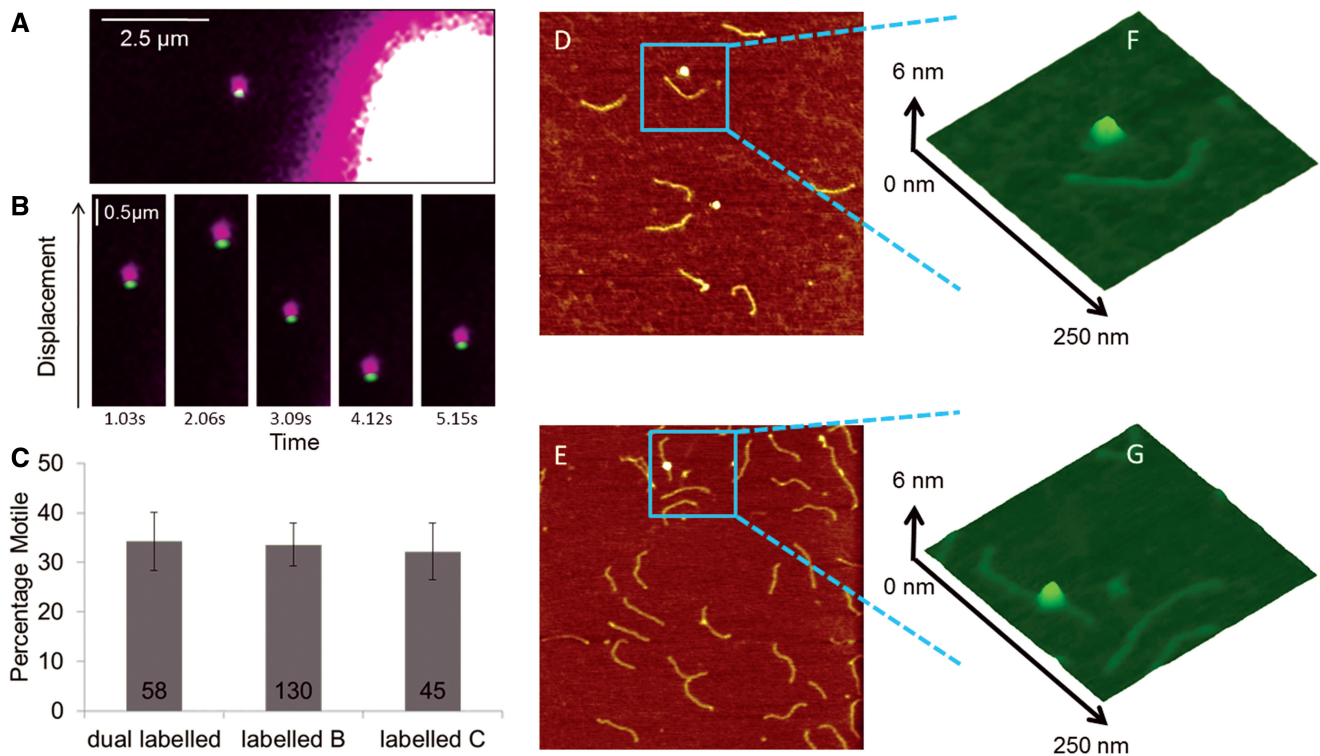 A
2.5 µm
B
Displacement
0.5µm
1.03s
2.06s
3.09s
4.12s
5.15s
Time
C
Percentage Motile
50
40
30
20
10
0
58
130
45
dual labelled
labelled B
labelled C
D
F
6 nm
0 nm
250 nm
E
G
6 nm
0 nm
250 nm